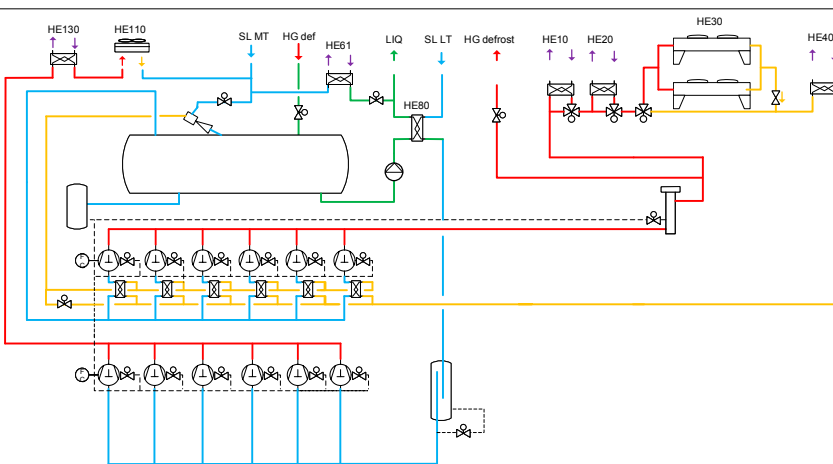 HE130
HE110
SL MT
HG def
HE61
LIQ
SL LT
HG defrost
HE10
HE20
HE30
HE40
HE80
F
C
F
C